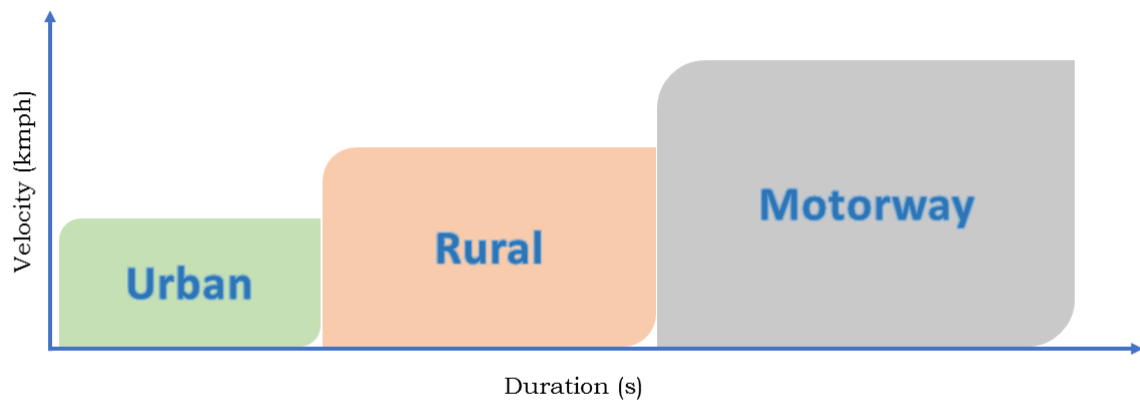 Velocity (kmph)
Urban
Rural
Motorway
Duration (s)